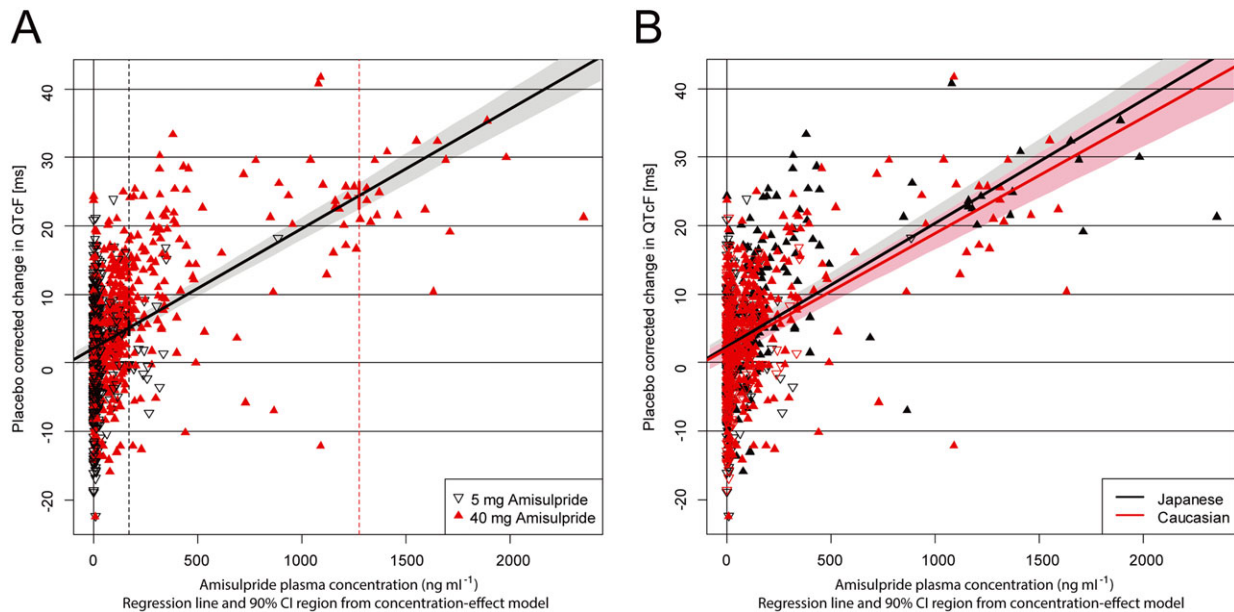 A
Placebo corrected change in QTcF [ms]
40
30
20
10
0
-10
-20
5 mg Amisulpride
40 mg Amisulpride
0 500 1000 1500 2000
Amisulpride plasma concentration (ng ml⁻¹)
Regression line and 90% CI region from concentration-effect model
B
Placebo corrected change in QTcF [ms]
40
30
20
10
0
-10
-20
Japanese
Caucasian
0 500 1000 1500 2000
Amisulpride plasma concentration (ng ml⁻¹)
Regression line and 90% CI region from concentration-effect model